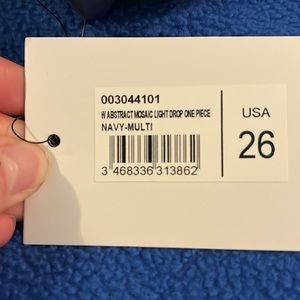 003044101
W ABSTRACT MOSAIC LIGHT DROP ONE PIECE
NAVY-MULTI
3 468336 313862
USA
26